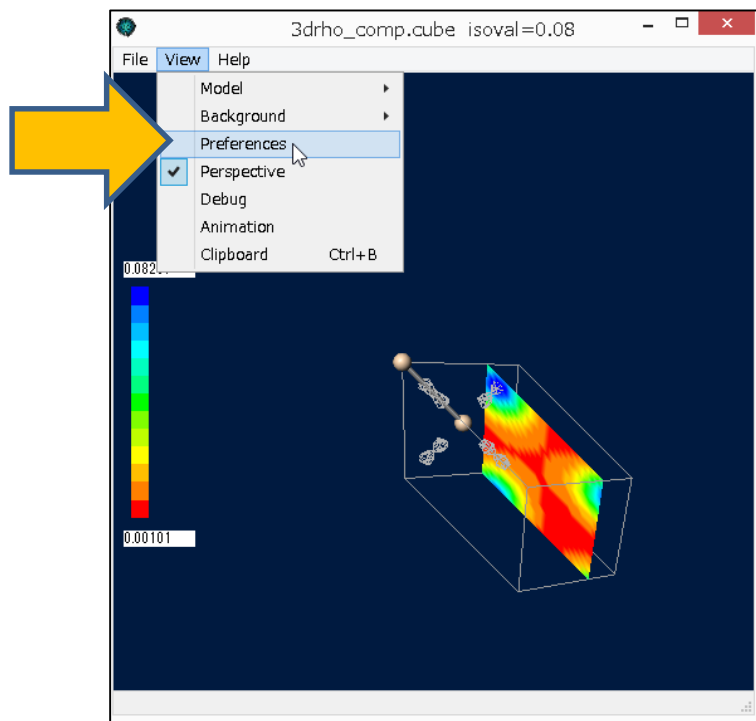 3drho_comp.cube isoval=0.08
File View Help
Model
Background
Preferences
Perspective
Debug
Animation
Clipboard Ctrl+B
0.00101